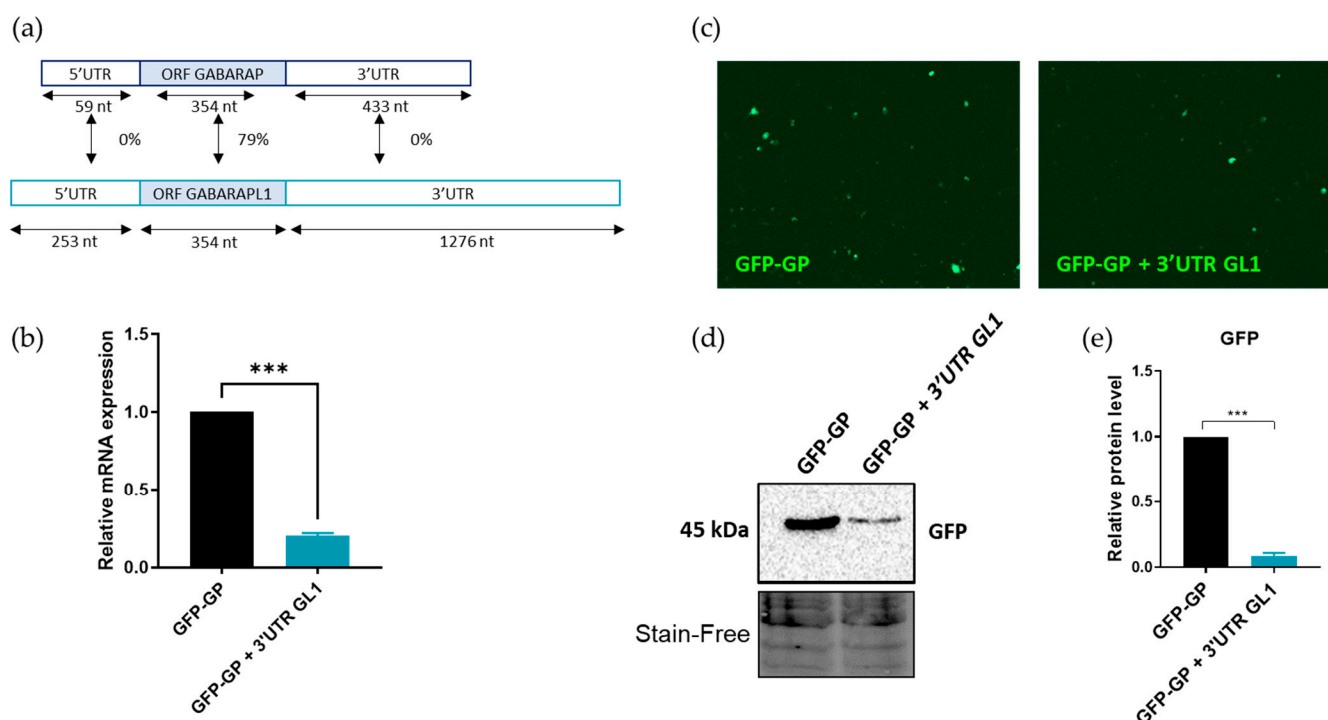 (a)
5'UTR ORF GABARAP 3'UTR
59 nt 354 nt 433 nt
0% 79% 0%
5'UTR ORF GABARAPL1 3'UTR
253 nt 354 nt 1276 nt
(b)
Relative mRNA expression
1.5
1.0
0.5
0.0
***
GFP-GP
GFP-GP + 3'UTR GL1
(c)
GFP-GP
GFP-GP + 3'UTR GL1
(d)
GFP-GP
GFP-GP + 3'UTR GL1
45 kDa
GFP
Stain-Free
(e)
GFP
Relative protein level
1.5
1.0
0.5
0.0
***
GFP-GP
GFP-GP + 3'UTR GL1